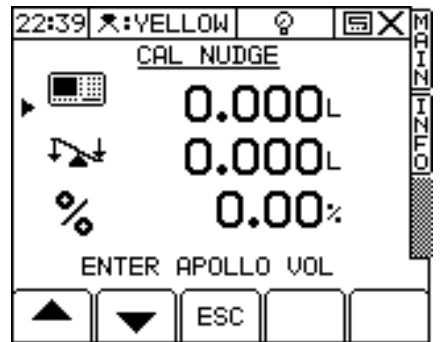 22:39 :YELLOW
CAL NUDGE
0.000L
0.000L
% 0.00%
ENTER APOLLO VOL
ESC
MAIN
INFO